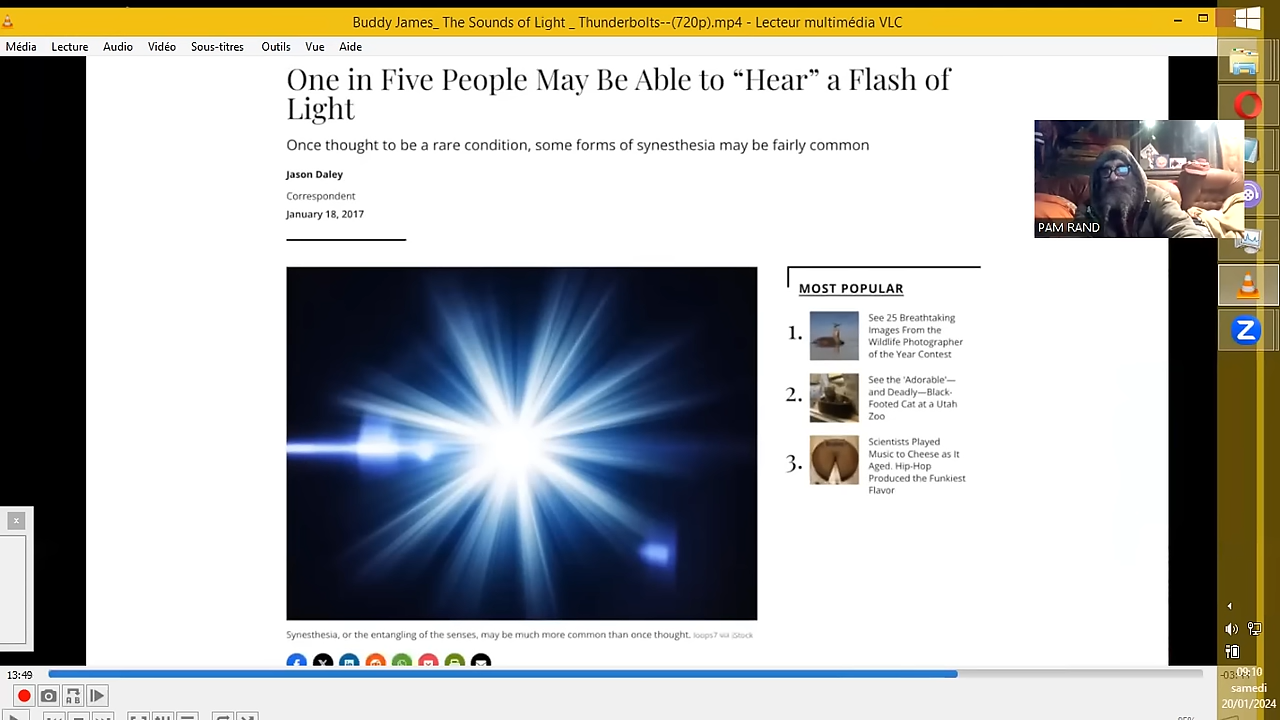 Buddy James_ The Sounds of Light _ Thunderbolts--(720p).mp4 - Lecteur multimédia VLC
Média Lecture Audio Vidéo Sous-titres Outils Vue Aide
One in Five People May Be Able to “Hear” a Flash of
Light
Once thought to be a rare condition, some forms of synesthesia may be fairly common
Jason Daley
Correspondent
January 18, 2017
PAM RAND
MOST POPULAR
1.
See 25 Breathtaking
Images From the
Wildlife Photographer
of the Year Contest
2.
See the 'Adorable'—
and Deadly—Black-
Footed Cat at a Utah
Zoo
3.
Scientists Played
Music to Cheese as It
Aged. Hip-Hop
Produced the Funkiest
Flavor
Synesthesia, or the entangling of the senses, may be much more common than once thought. loops7 via iStock
13:49
09:10
samedi
20/01/2024